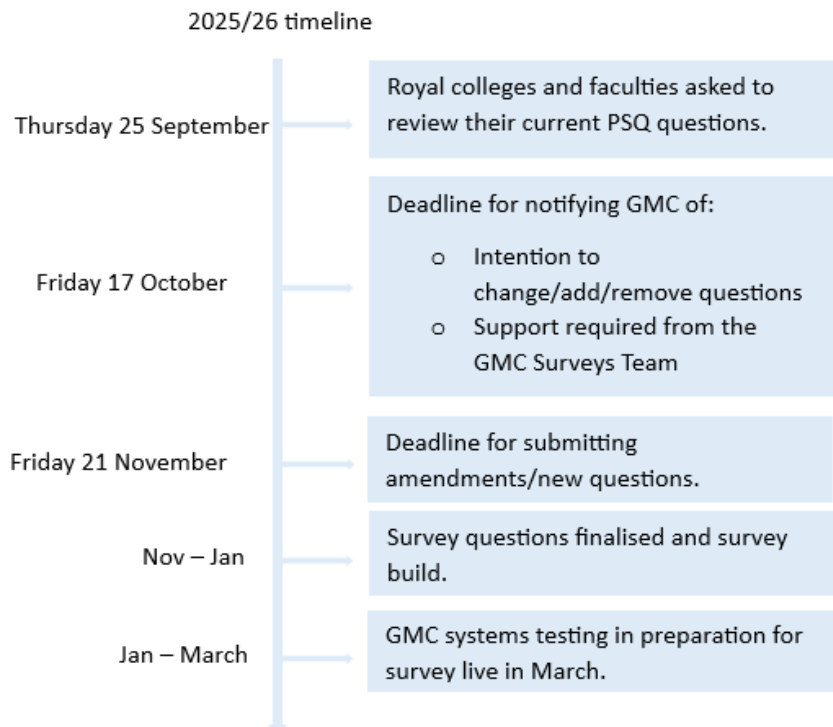 2025/26 timeline
Thursday 25 September
Royal colleges and faculties asked to
review their current PSQ questions.
Friday 17 October
Deadline for notifying GMC of:
o Intention to
change/add/remove questions
o Support required from the
GMC Surveys Team
Friday 21 November
Deadline for submitting
amendments/new questions.
Nov – Jan
Survey questions finalised and survey
build.
Jan – March
GMC systems testing in preparation for
survey live in March.